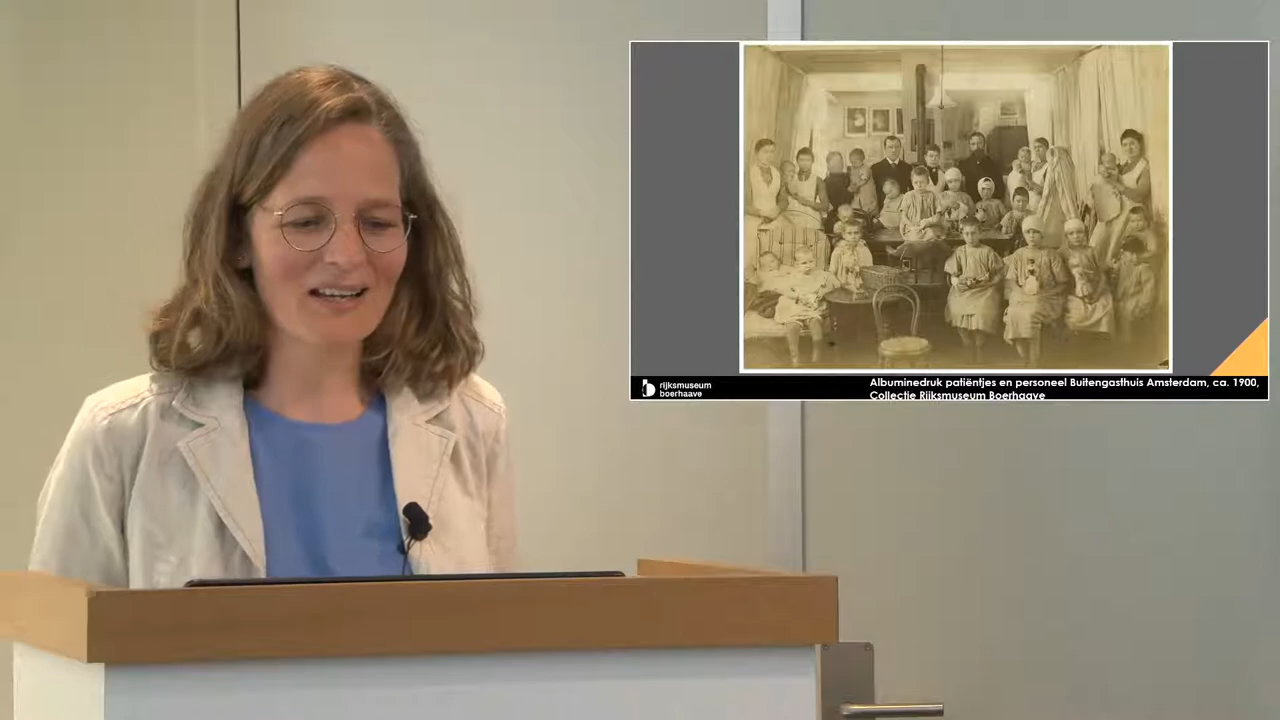 rijksmuseum
boerhaave
Albuminedruk patiëntjes en personeel Buitengasthuis Amsterdam, ca. 1900,
Collectie Rijksmuseum Boerhaave